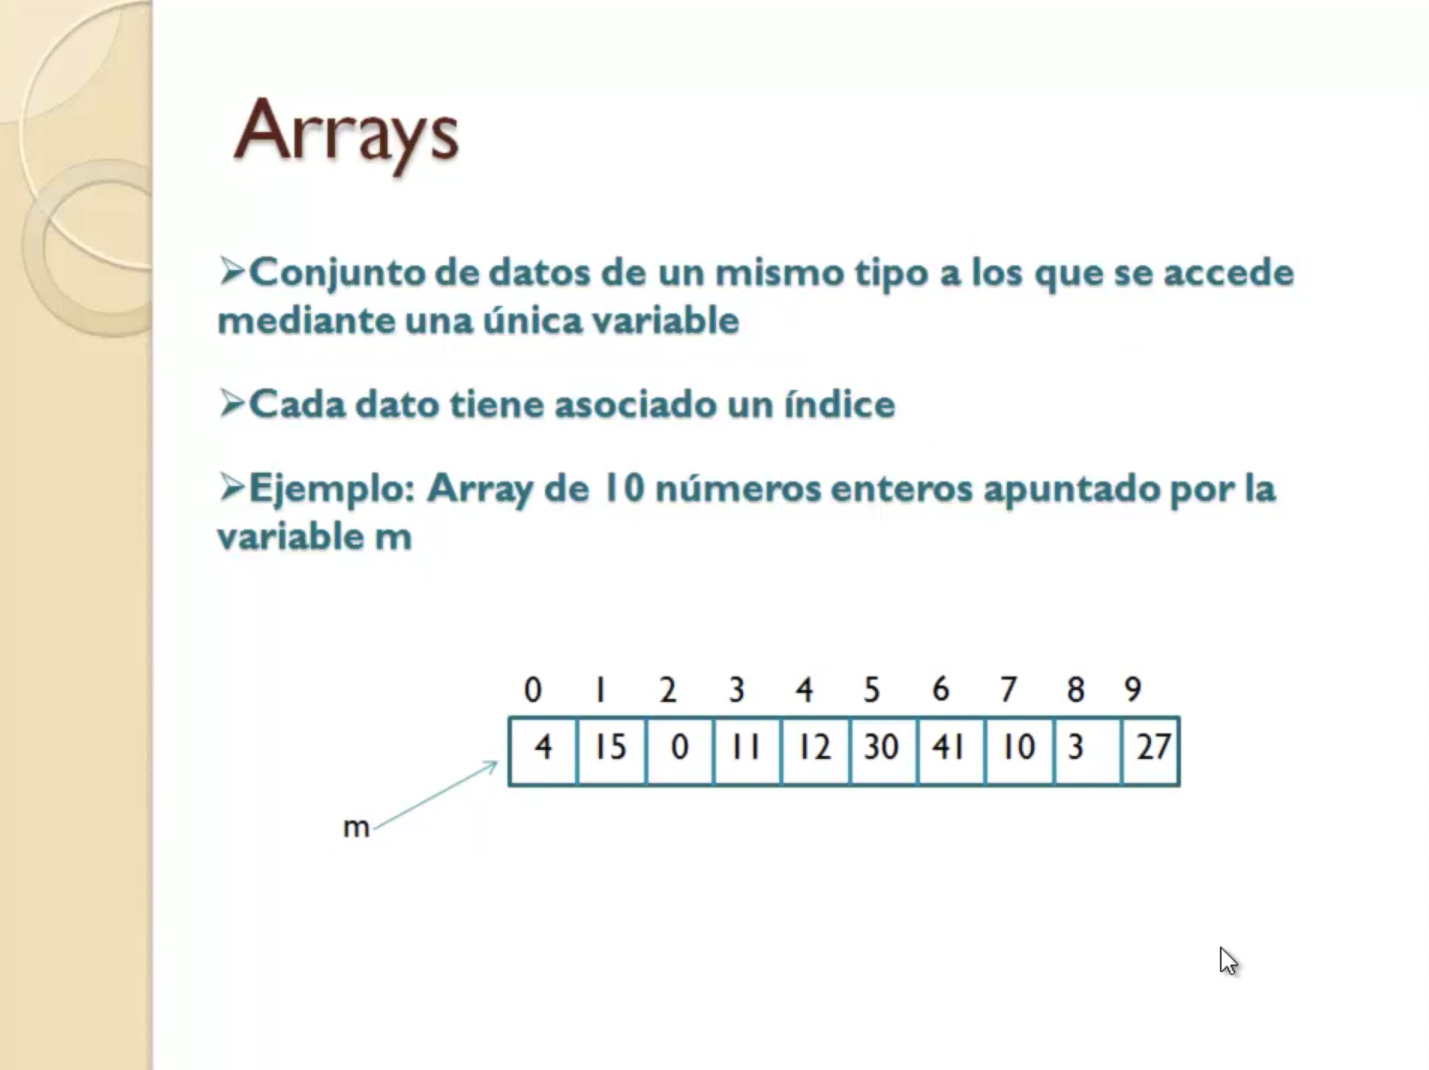 Arrays
➢Conjunto de datos de un mismo tipo a los que se accede
mediante una única variable
➢Cada dato tiene asociado un índice
➢Ejemplo: Array de 10 números enteros apuntado por la
variable m
0 1 2 3 4 5 6 7 8 9
4 15 0 11 12 30 41 10 3 27
m